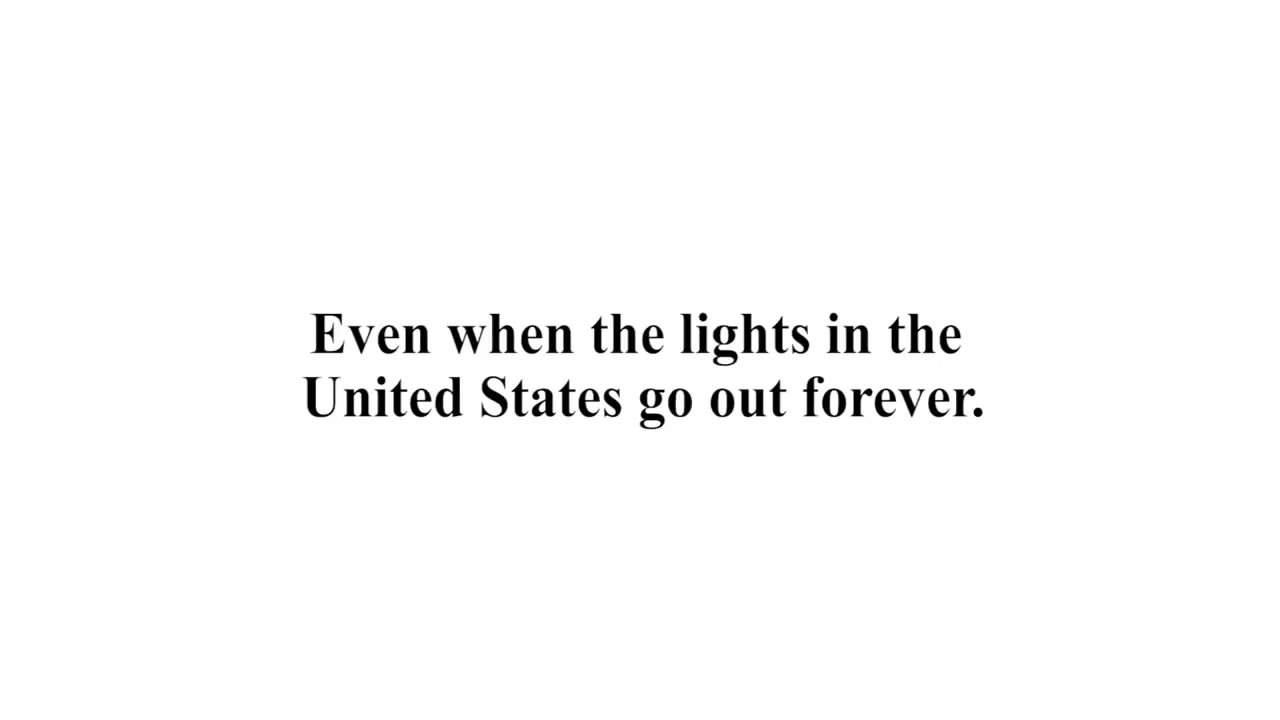 Even when the lights in the
United States go out forever.